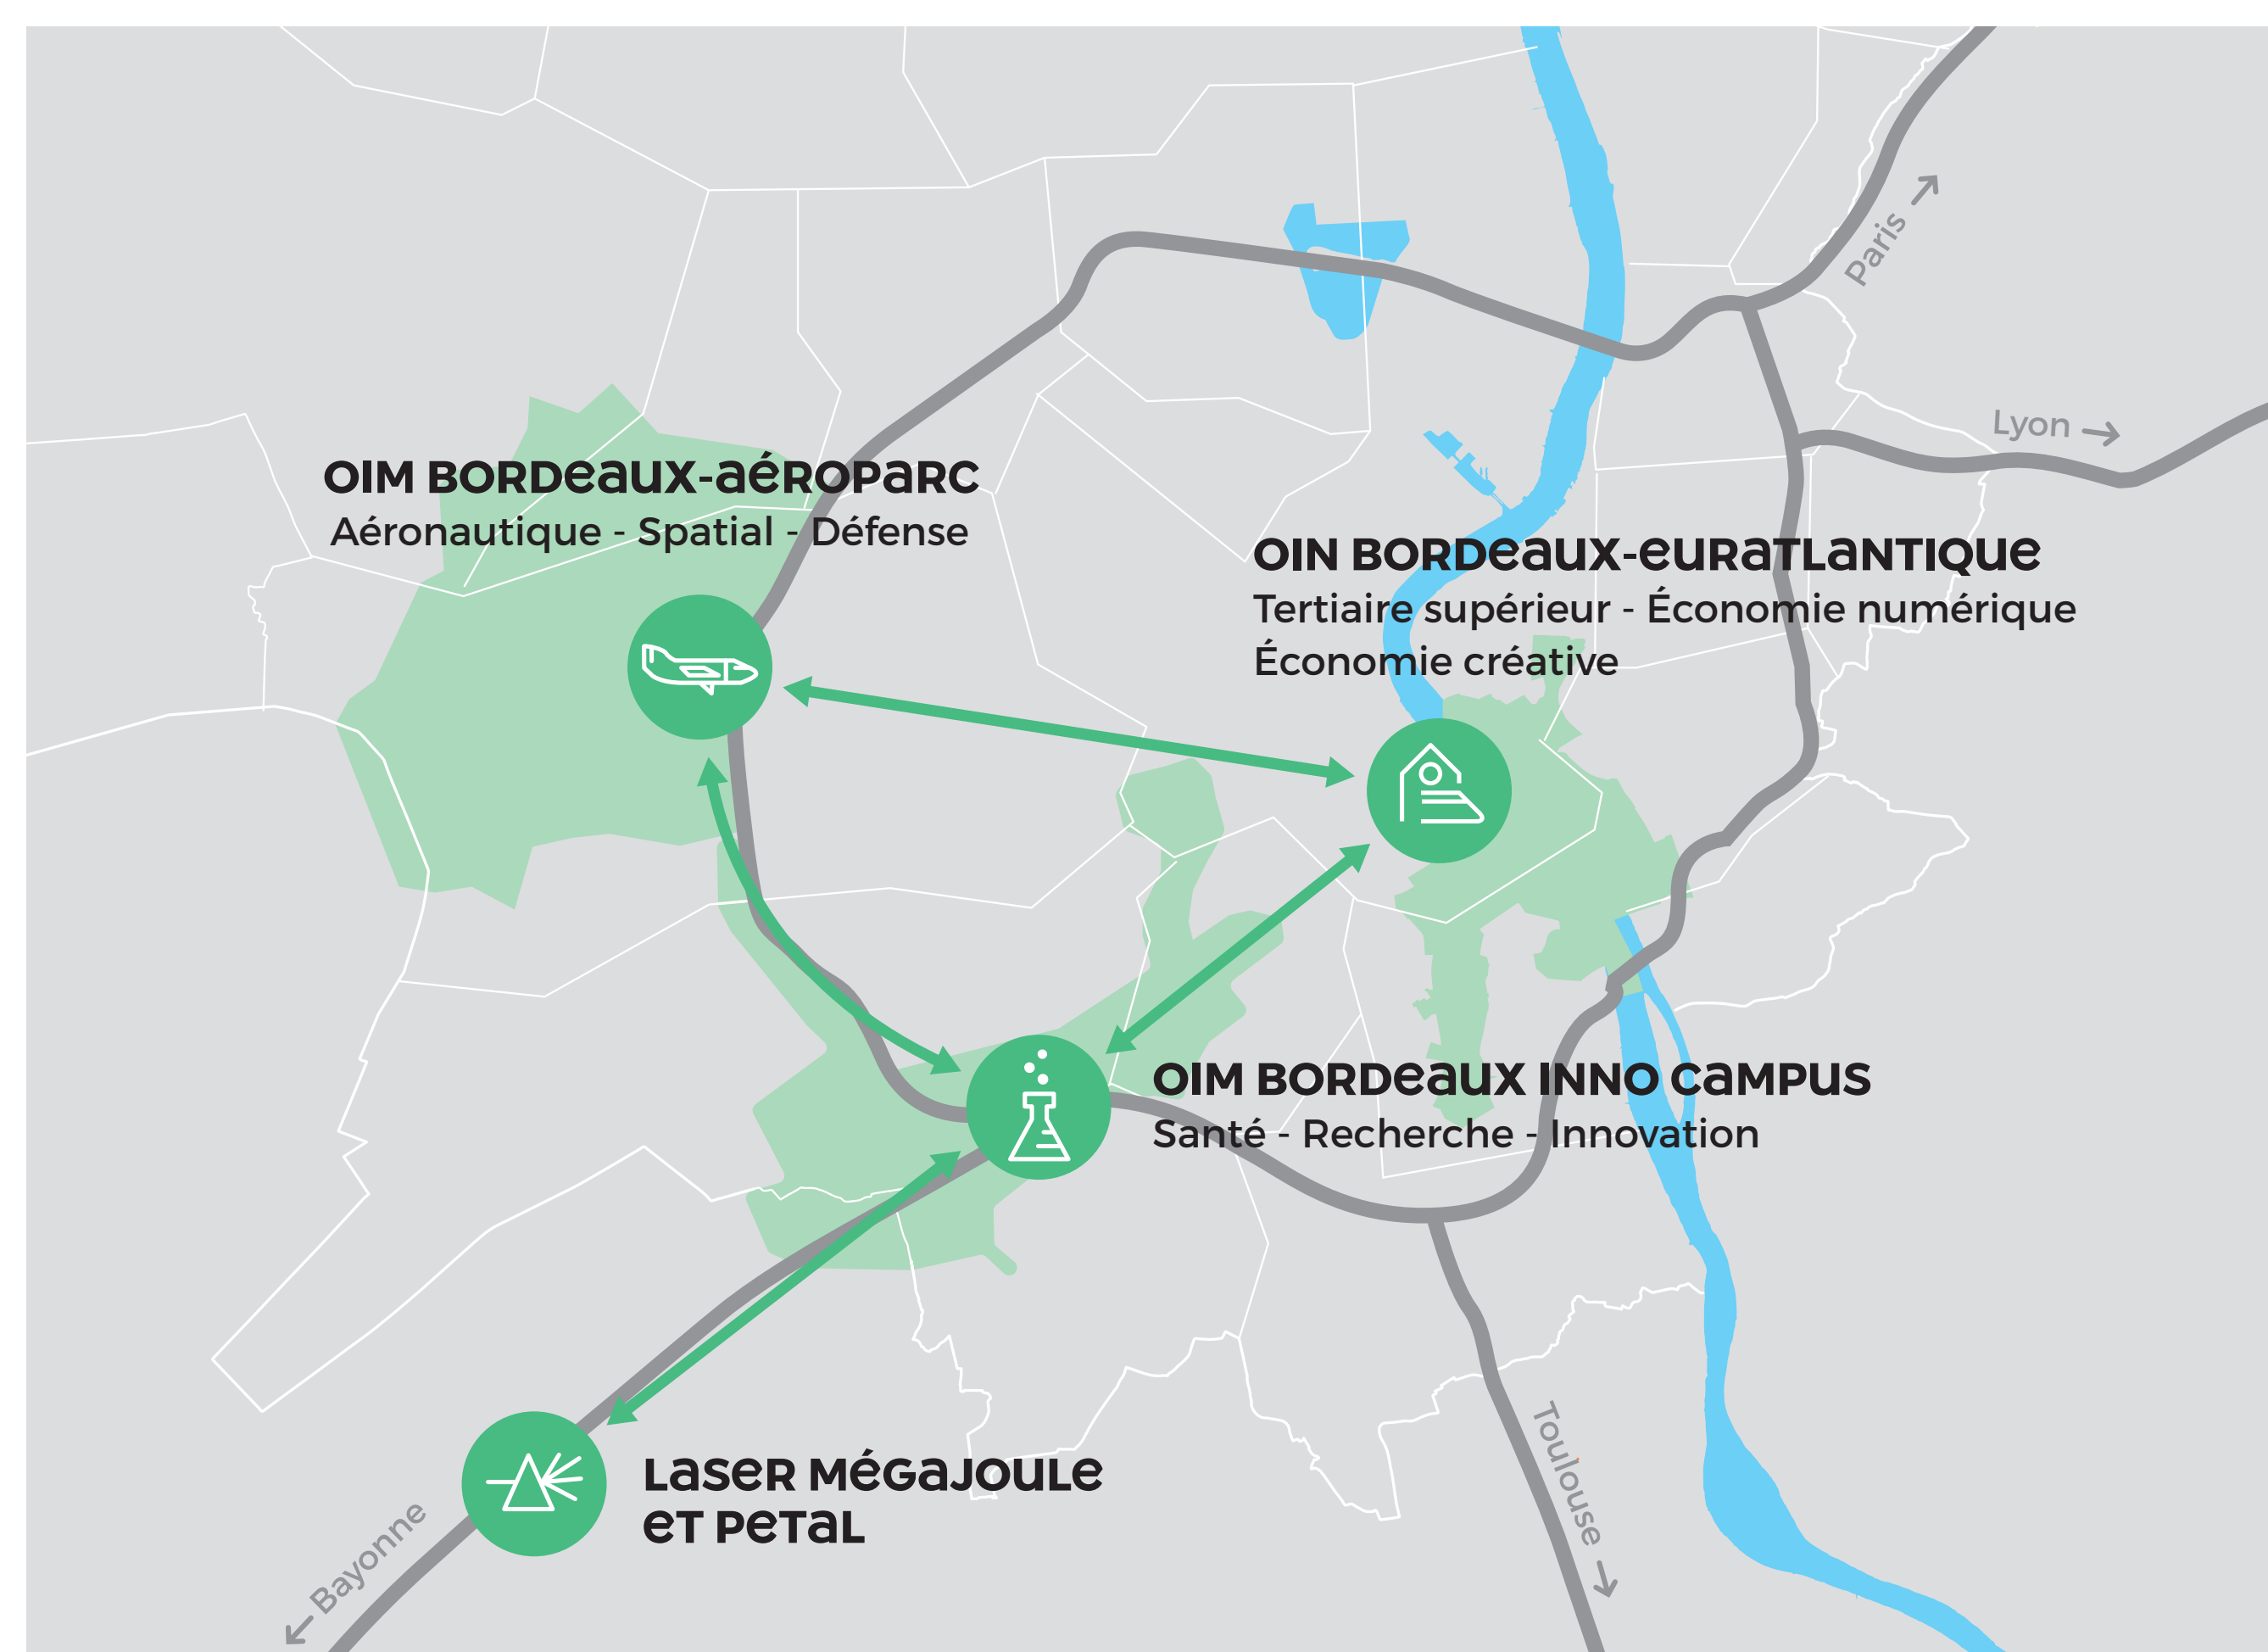 Paris
Lyon
OIM BORDEAUX-AÉROPARC
Aéronautique - Spatial - Défense
OIN BORDEAUX-EURATLANTIQUE
Tertiaire supérieur - Économie numérique
Économie créative
OIM BORDEAUX INNO CAMPUS
Santé - Recherche - Innovation
LASER MÉGAJOULE
ET PETAL
Toulouse
Bayonne